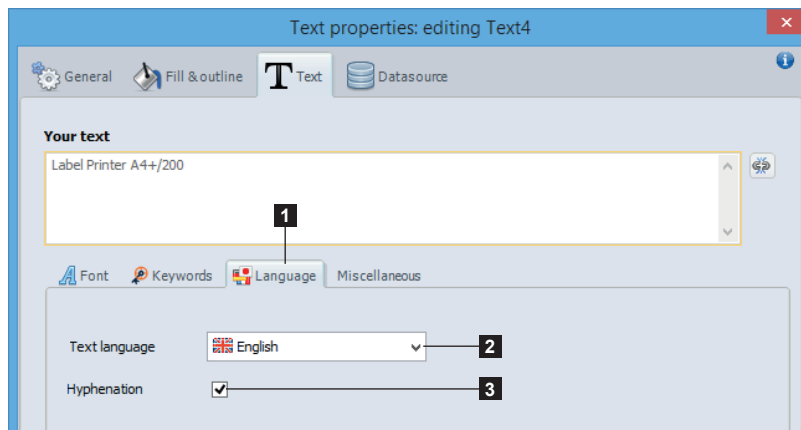 Text properties: editing Text4
General Fill & outline Text Datasource
Your text
Label Printer A4+/200
1
Font Keywords Language Miscellaneous
Text language English 2
Hyphenation 3